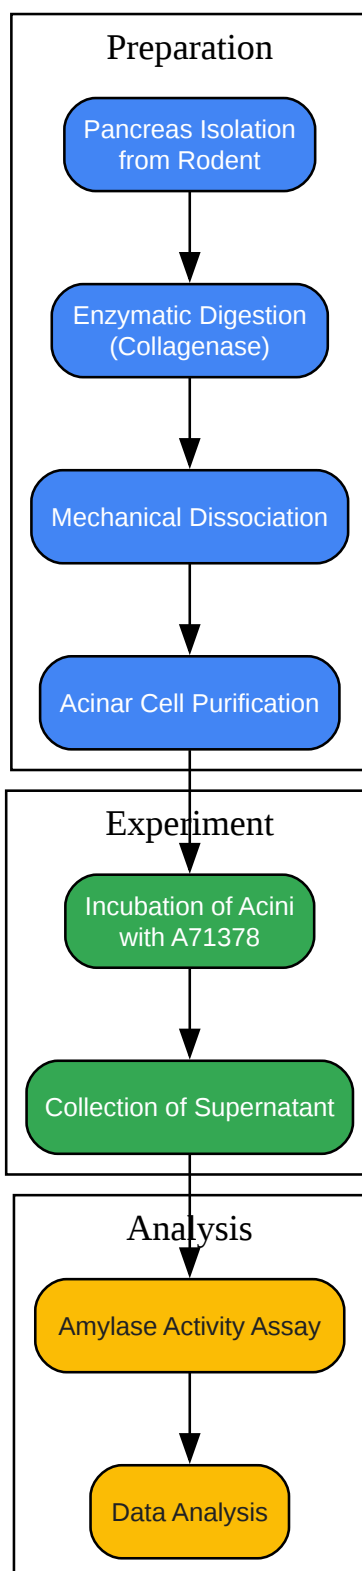 Preparation
Pancreas Isolation
from Rodent
Enzymatic Digestion
(Collagenase)
Mechanical Dissociation
Acinar Cell Purification
Experiment
Incubation of Acini
with A71378
Collection of Supernatant
Analysis
Amylase Activity Assay
Data Analysis